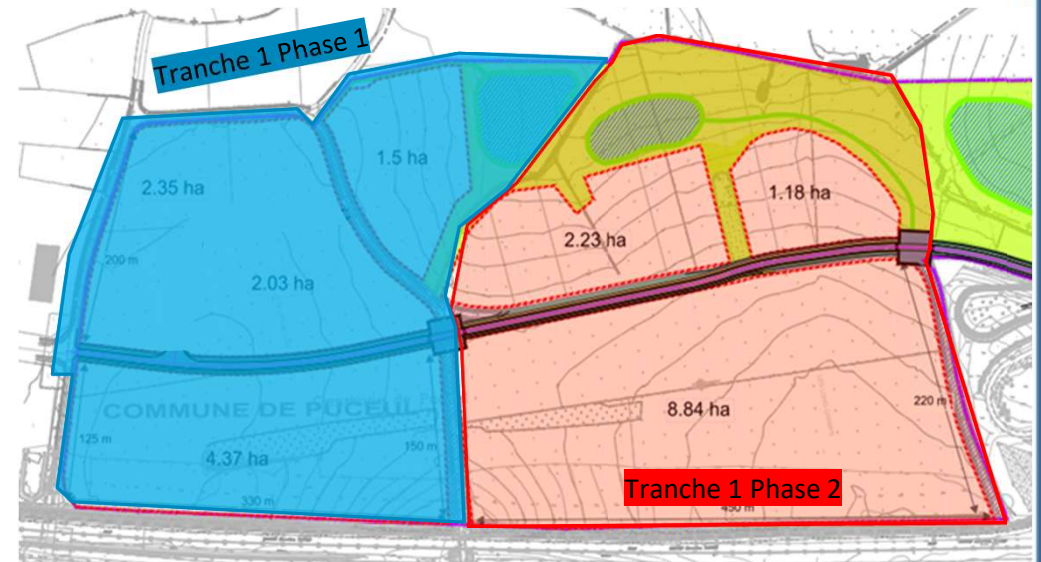 Tranche 1 Phase 1
1.5 ha
2.35 ha
1.18 ha
2.23 ha
200 m
2.03 ha
COMMUNE DE PUCEUL
8.84 ha
220 m
125 m
150 m
4.37 ha
Tranche 1 Phase 2
330 m
450 m